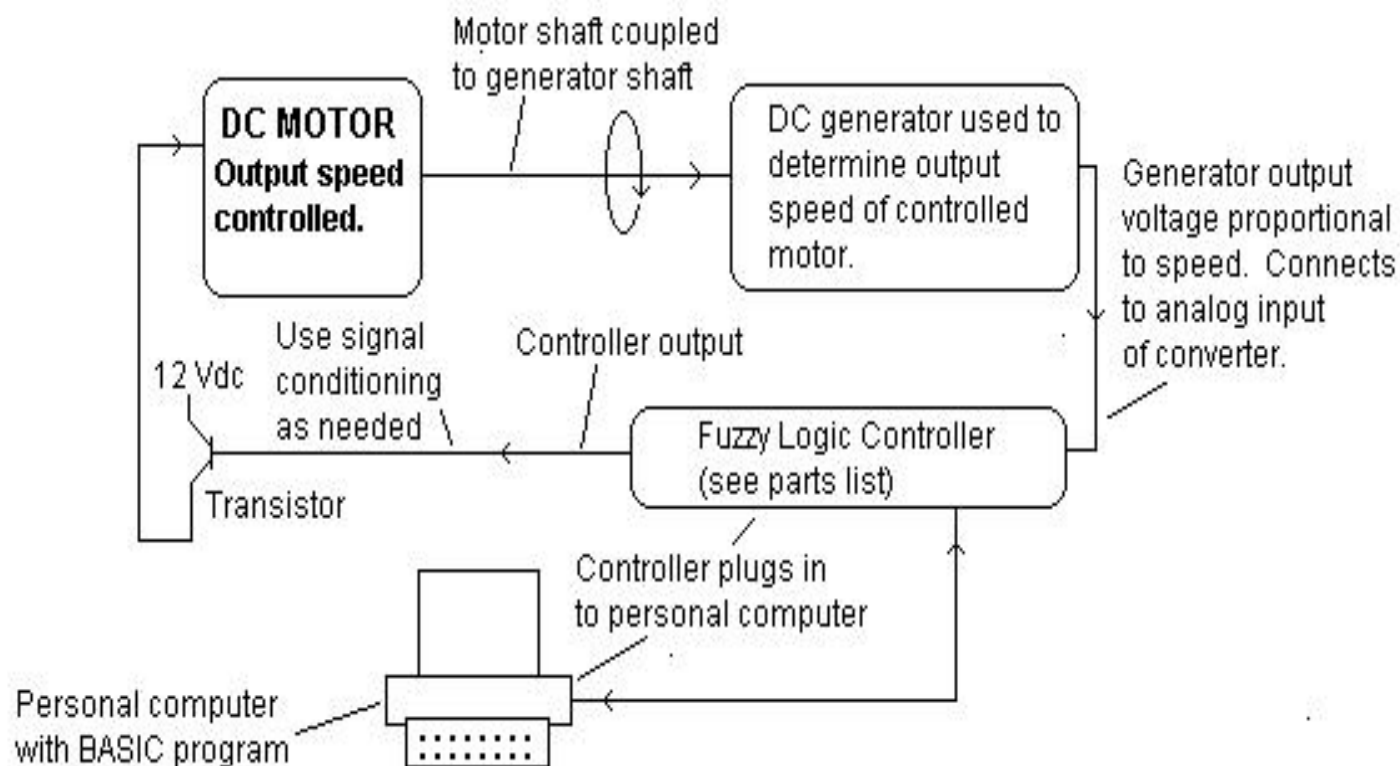 Motor shaft coupled
to generator shaft
DC MOTOR
Output speed
controlled.
DC generator used to
determine output
speed of controlled
motor.
Generator output
voltage proportional
to speed. Connects
to analog input
of converter.
Use signal
conditioning
as needed
Controller output
12 Vdc
Transistor
Fuzzy Logic Controller
(see parts list)
Controller plugs in
to personal computer
Personal computer
with BASIC program